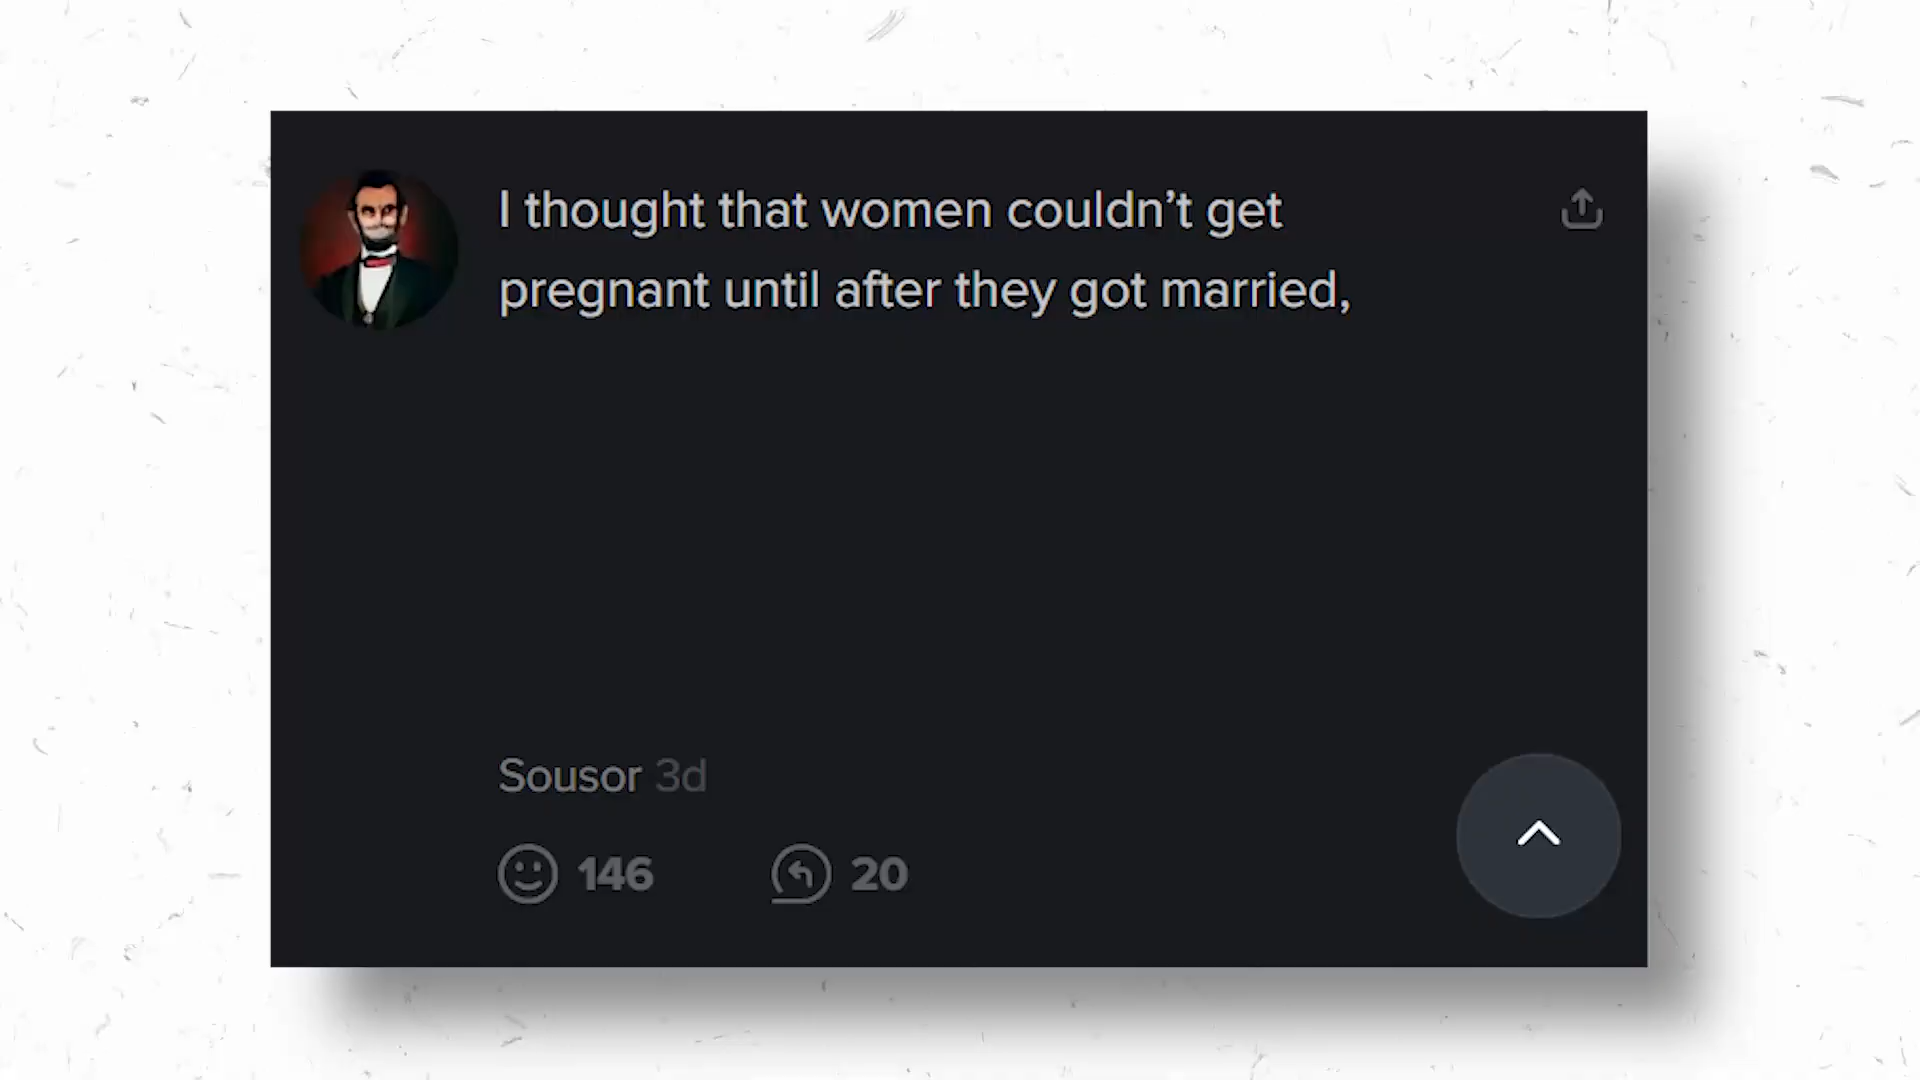 I thought that women couldn’t get
pregnant until after they got married,
Sousor 3d
146 20